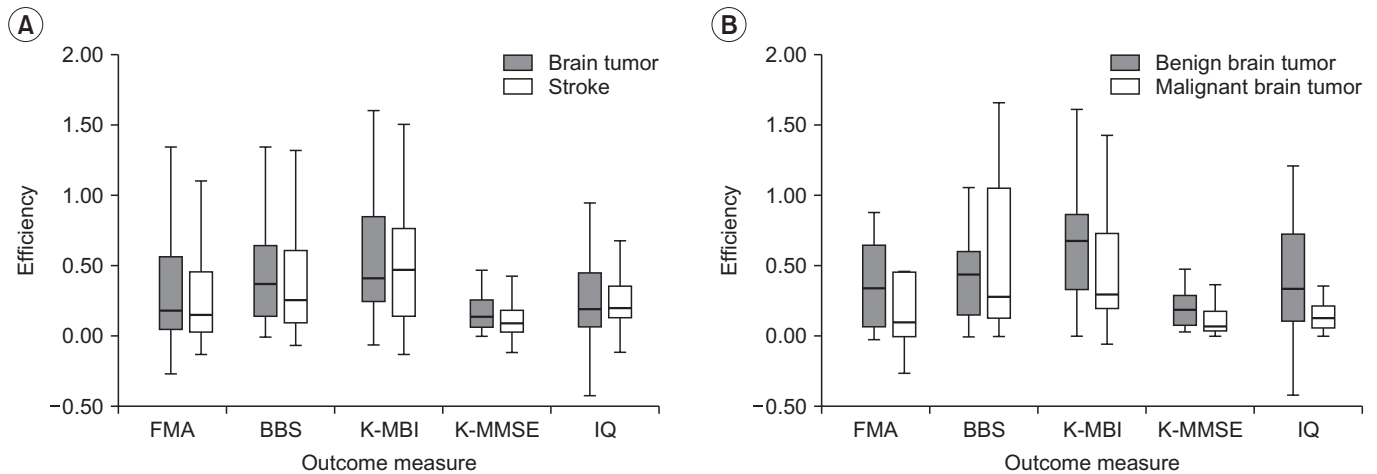 A
2.00
1.50
1.00
0.50
0.00
−0.50
Efficiency
Brain tumor
Stroke
FMA BBS K-MBI K-MMSE IQ
Outcome measure
B
2.00
1.50
1.00
0.50
0.00
−0.50
Efficiency
Benign brain tumor
Malignant brain tumor
FMA BBS K-MBI K-MMSE IQ
Outcome measure